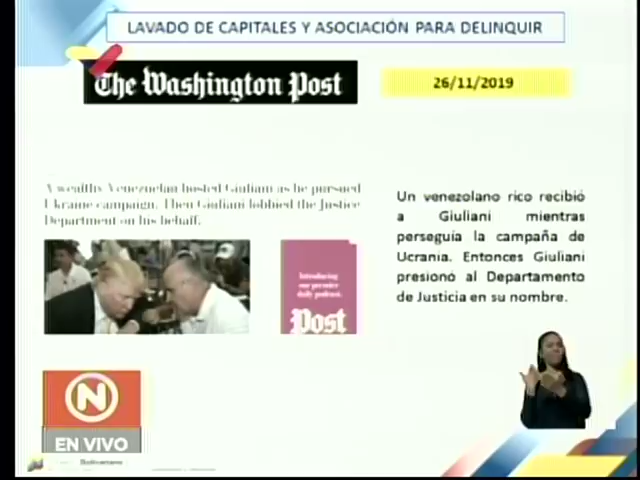 LAVADO DE CAPITALES Y ASOCIACIÓN PARA DELINQUIR
The Washington Post
26/11/2019
A wealthy Venezuelan hosted Giuliani as he pursued
Ukraine campaign. Then Giuliani lobbied the Justice
Department on his behalf.
Un venezolano rico recibió
a Giuliani mientras
perseguía la campaña de
Ucrania. Entonces Giuliani
presionó al Departamento
de Justicia en su nombre.
Introducing
our premier
daily podcast.
Post
N
EN VIVO
Bolivariano